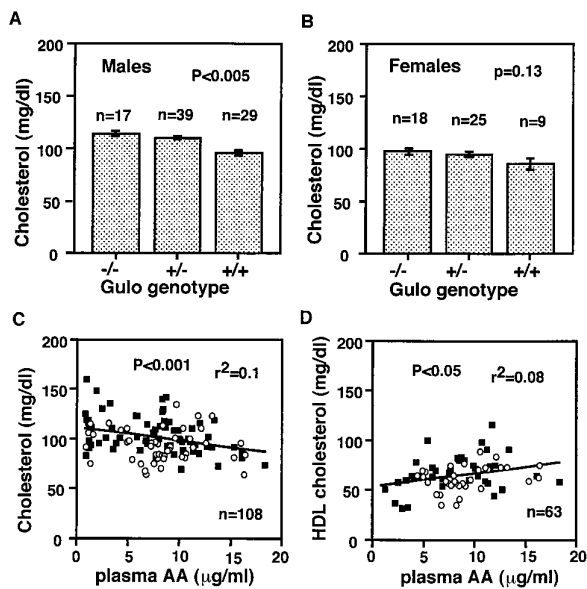 A
Cholesterol (mg/dl)
200
150
100
50
0
Males
P<0.005
n=17 n=39 n=29
-/- +/- +/+
Gulo genotype
B
Cholesterol (mg/dl)
200
150
100
50
0
Females
p=0.13
n=18 n=25 n=9
-/- +/- +/+
Gulo genotype
C
Cholesterol (mg/dl)
200
150
100
50
0
P<0.001 r²=0.1
n=108
0 5 10 15 20
plasma AA (μg/ml)
D
HDL cholesterol (mg/dl)
200
150
100
50
0
P<0.05 r²=0.08
n=63
0 5 10 15 20
plasma AA (μg/ml)